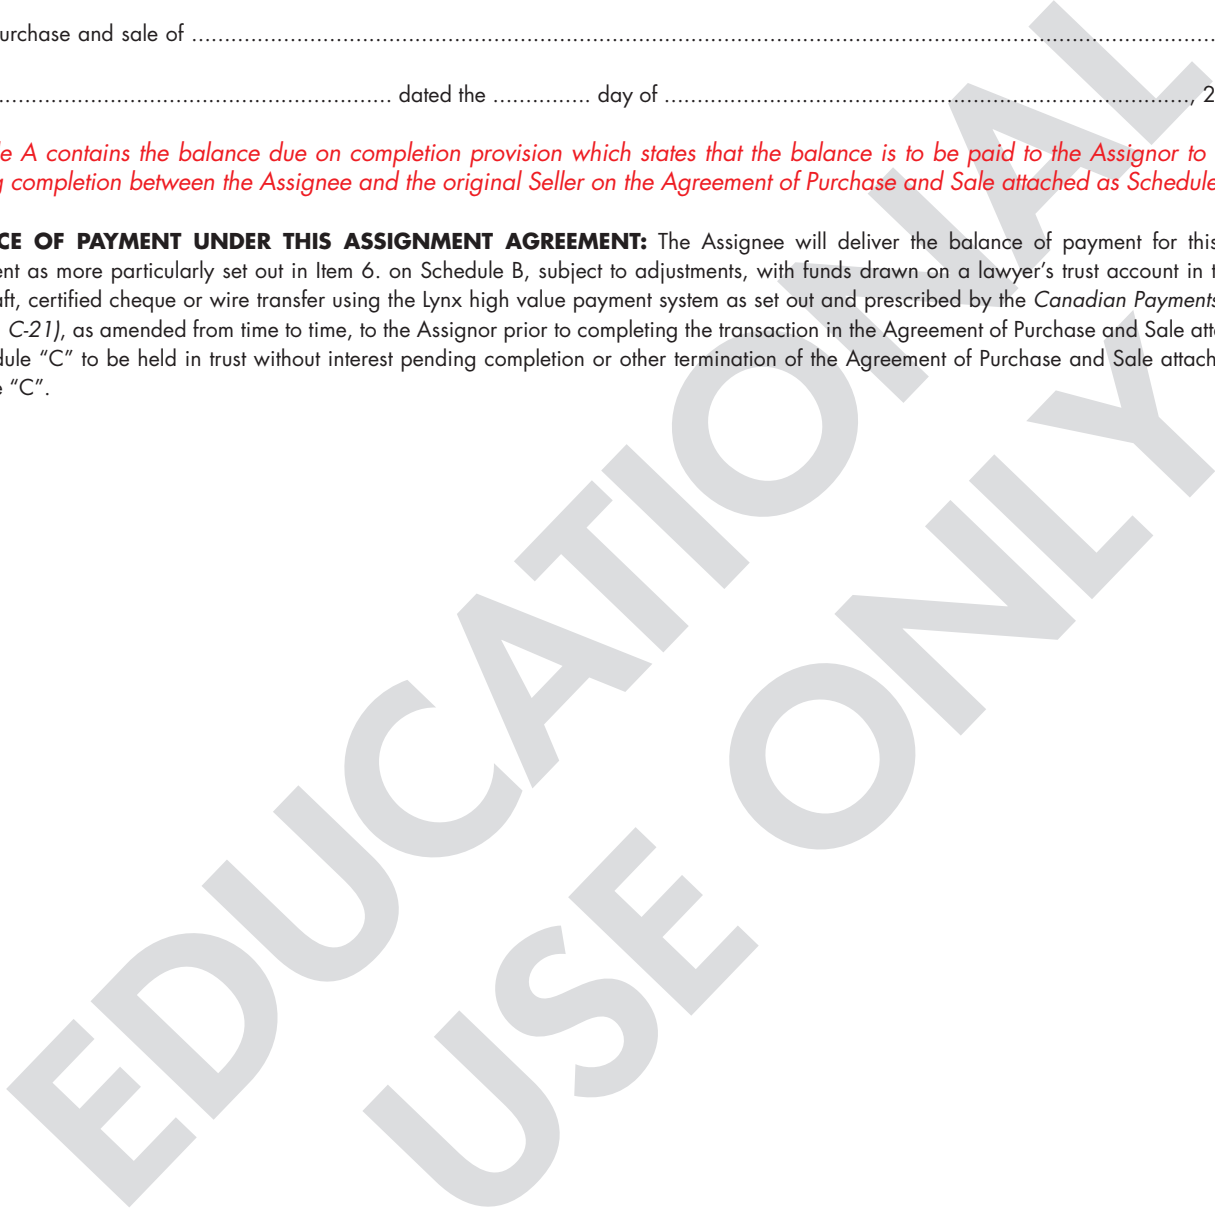 urchase and sale of ....................................................................................................................................................
............................................................ dated the ............... day of ................................................................................, 2
le A contains the balance due on completion provision which states that the balance is to be paid to the Assignor to
g completion between the Assignee and the original Seller on the Agreement of Purchase and Sale attached as Schedule
CE OF PAYMENT UNDER THIS ASSIGNMENT AGREEMENT: The Assignee will deliver the balance of payment for this
ent as more particularly set out in Item 6. on Schedule B, subject to adjustments, with funds drawn on a lawyer’s trust account in t
aft, certified cheque or wire transfer using the Lynx high value payment system as set out and prescribed by the Canadian Payments
C-21), as amended from time to time, to the Assignor prior to completing the transaction in the Agreement of Purchase and Sale att
dule “C” to be held in trust without interest pending completion or other termination of the Agreement of Purchase and Sale attach
e “C”.
EDUCATIONAL
USE ONLY